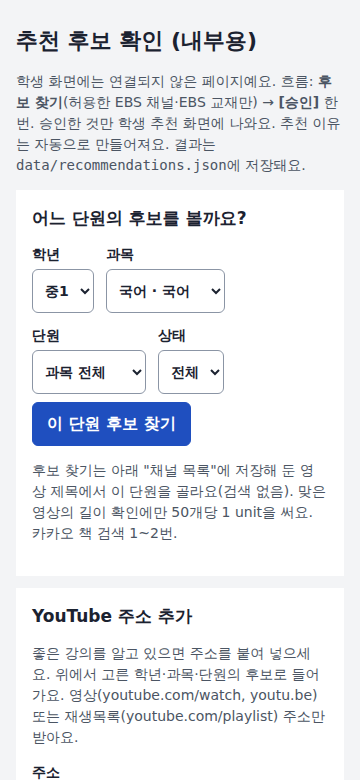 추천 후보 확인 (내부용)
학생 화면에는 연결되지 않은 페이지예요. 흐름: 후
보 찾기(허용한 EBS 채널·EBS 교재만) → [승인] 한
번. 승인한 것만 학생 추천 화면에 나와요. 추천 이유
는 자동으로 만들어져요. 결과는
data/recommendations.json에 저장돼요.
어느 단원의 후보를 볼까요?
학년 과목
중1 국어 · 국어
단원 상태
과목 전체 전체
이 단원 후보 찾기
후보 찾기는 아래 "채널 목록"에 저장해 둔 영
상 제목에서 이 단원을 골라요(검색 없음). 맞은
영상의 길이 확인에만 50개당 1 unit을 써요.
카카오 책 검색 1~2번.
YouTube 주소 추가
좋은 강의를 알고 있으면 주소를 붙여 넣으세
요. 위에서 고른 학년·과목·단원의 후보로 들어
가요. 영상(youtube.com/watch, youtu.be)
또는 재생목록(youtube.com/playlist) 주소만
받아요.
주소